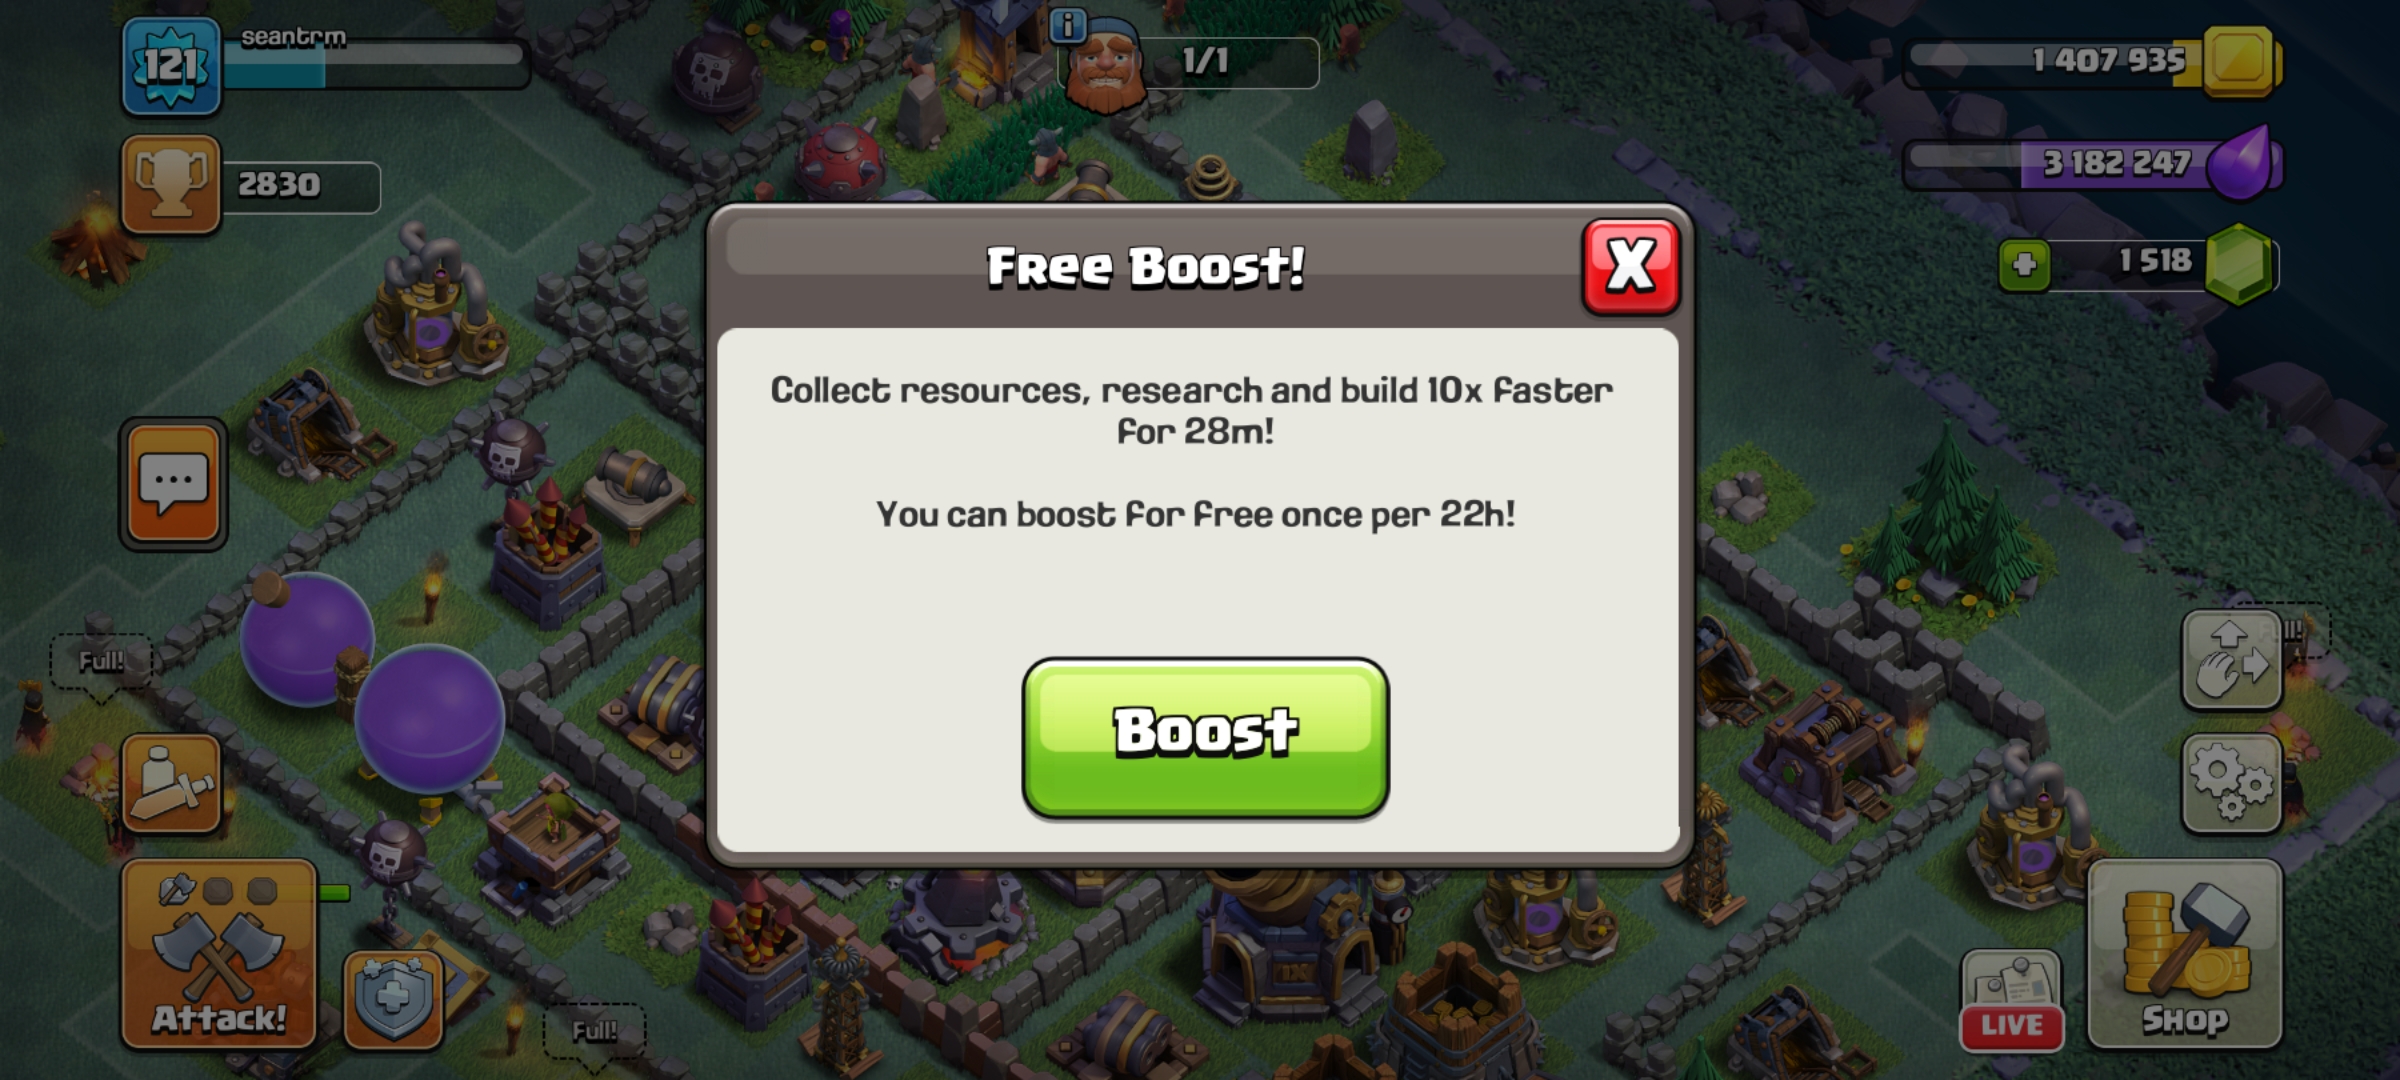 121
seantrm
1/1
1 407 935
2830
3 182 247
1 518
Free Boost!
X
Collect resources, research and build 10x faster
for 28m!
You can boost for free once per 22h!
Boost
Full!
Attack!
Full!
LIVE
Shop